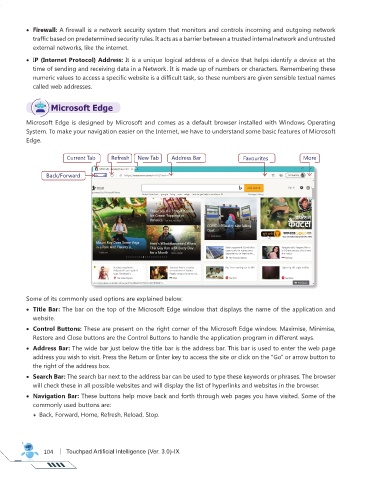 • Firewall: A firewall is a network security system that monitors and controls incoming and outgoing network
traffic based on predetermined security rules. It acts as a barrier between a trusted internal network and untrusted
external networks, like the internet.
• IP (Internet Protocol) Address: It is a unique logical address of a device that helps identify a device at the
time of sending and receiving data in a Network. It is made up of numbers or characters. Remembering these
numeric values to access a specific website is a difficult task, so these numbers are given sensible textual names
called web addresses.
Microsoft Edge
Microsoft Edge is designed by Microsoft and comes as a default browser installed with Windows Operating
System. To make your navigation easier on the Internet, we have to understand some basic features of Microsoft
Edge.
Current Tab Refresh New Tab Address Bar Favourites More
Back/Forward
Some of its commonly used options are explained below:
• Title Bar: The bar on the top of the Microsoft Edge window that displays the name of the application and
website.
• Control Buttons: These are present on the right corner of the Microsoft Edge window. Maximise, Minimise,
Restore and Close buttons are the Control Buttons to handle the application program in different ways.
• Address Bar: The wide bar just below the title bar is the address bar. This bar is used to enter the web page
address you wish to visit. Press the Return or Enter key to access the site or click on the "Go" or arrow button to
the right of the address box.
• Search Bar: The search bar next to the address bar can be used to type these keywords or phrases. The browser
will check these in all possible websites and will display the list of hyperlinks and websites in the browser.
• Navigation Bar: These buttons help move back and forth through web pages you have visited. Some of the
commonly used buttons are:
Back, Forward, Home, Refresh, Reload, Stop.
104 | Touchpad Artificial Intelligence (Ver. 3.0)-IX